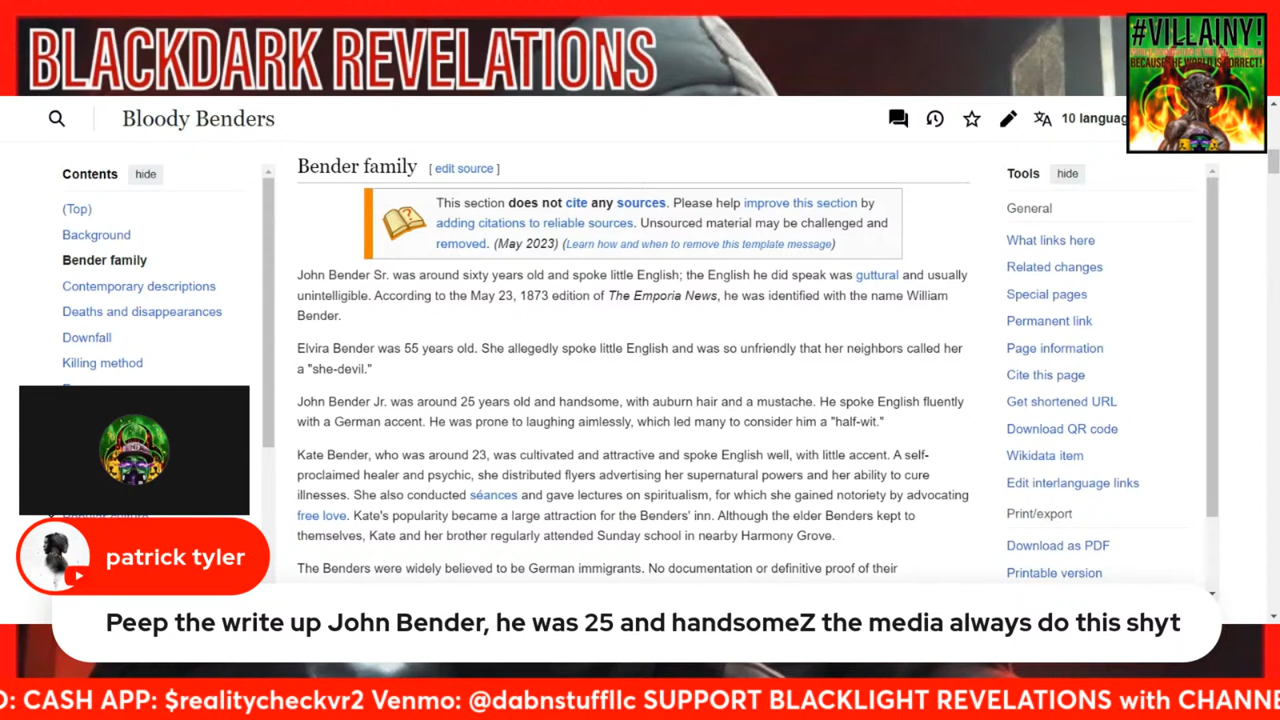 BLACKDARK REVELATIONS
#VILLAINY!
BECAUSE THE WORLD IS CORRECT!
Bloody Benders
10 languag
Contents hide
(Top)
Background
Bender family
Contemporary descriptions
Deaths and disappearances
Downfall
Killing method
Bender family [ edit source ]
This section does not cite any sources. Please help improve this section by
adding citations to reliable sources. Unsourced material may be challenged and
removed. (May 2023) (Learn how and when to remove this template message)
John Bender Sr. was around sixty years old and spoke little English; the English he did speak was guttural and usually
unintelligible. According to the May 23, 1873 edition of The Emporia News, he was identified with the name William
Bender.
Elvira Bender was 55 years old. She allegedly spoke little English and was so unfriendly that her neighbors called her
a "she-devil."
John Bender Jr. was around 25 years old and handsome, with auburn hair and a mustache. He spoke English fluently
with a German accent. He was prone to laughing aimlessly, which led many to consider him a "half-wit."
Kate Bender, who was around 23, was cultivated and attractive and spoke English well, with little accent. A self-
proclaimed healer and psychic, she distributed flyers advertising her supernatural powers and her ability to cure
illnesses. She also conducted séances and gave lectures on spiritualism, for which she gained notoriety by advocating
free love. Kate's popularity became a large attraction for the Benders' inn. Although the elder Benders kept to
themselves, Kate and her brother regularly attended Sunday school in nearby Harmony Grove.
The Benders were widely believed to be German immigrants. No documentation or definitive proof of their
Tools hide
General
What links here
Related changes
Special pages
Permanent link
Page information
Cite this page
Get shortened URL
Download QR code
Wikidata item
Edit interlanguage links
Print/export
Download as PDF
Printable version
patrick tyler
Peep the write up John Bender, he was 25 and handsomeZ the media always do this shyt
D: CASH APP: $realitycheckvr2 Venmo: @dabnstuffllc SUPPORT BLACKLIGHT REVELATIONS with CHANNE